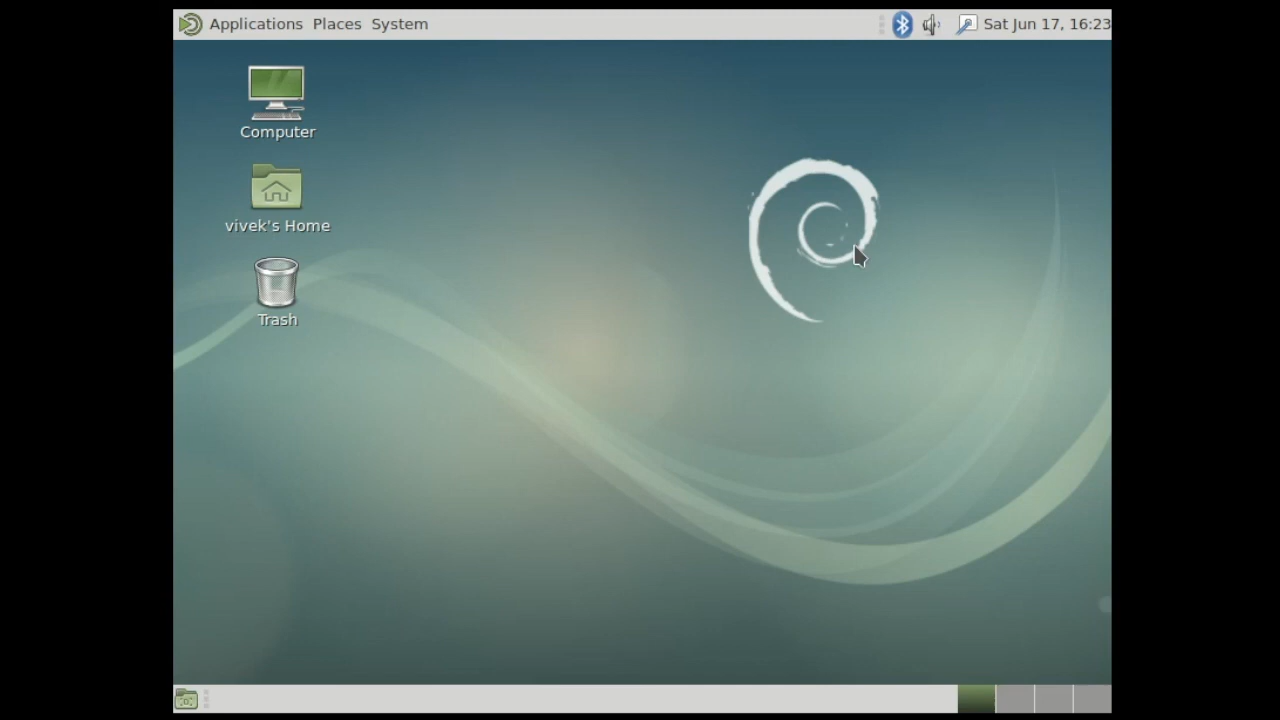 Applications Places System Sat Jun 17, 16:23
Computer
vivek's Home
Trash